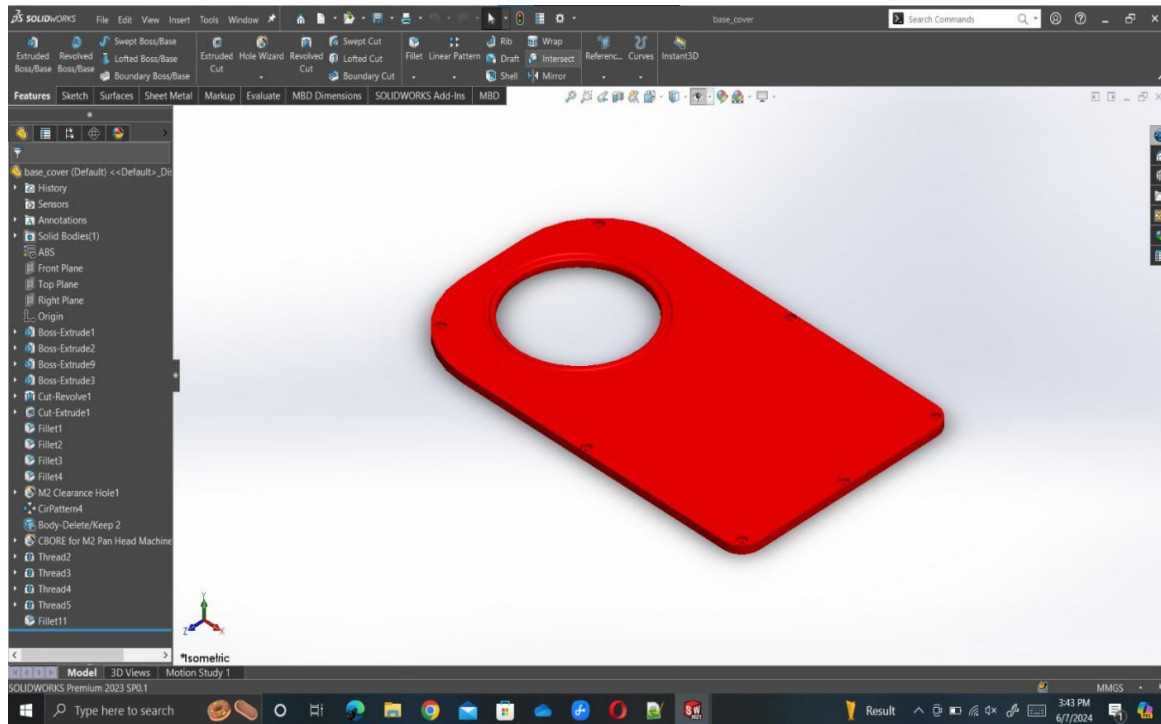 SOLIDWORKS File Edit View Insert Tools Window base_cover Search Commands
Extruded Boss/Base Revolved Boss/Base Swept Boss/Base Lofted Boss/Base Boundary Boss/Base Extruded Cut Hole Wizard Revolved Cut Swept Cut Lofted Cut Boundary Cut Fillet Linear Pattern Rib Draft Shell Wrap Intersect Mirror Referenc... Curves Instant3D
Features Sketch Surfaces Sheet Metal Markup Evaluate MBD Dimensions SOLIDWORKS Add-Ins MBD
base_cover (Default) <<Default>_Dis
History
Sensors
Annotations
Solid Bodies(1)
ABS
Front Plane
Top Plane
Right Plane
Origin
Boss-Extrude1
Boss-Extrude2
Boss-Extrude9
Boss-Extrude3
Cut-Revolve1
Cut-Extrude1
Fillet1
Fillet2
Fillet3
Fillet4
M2 Clearance Hole1
CirPattern4
Body-Delete/Keep 2
CBORE for M2 Pan Head Machine
Thread2
Thread3
Thread4
Thread5
Fillet11
Y
Z X
*Isometric
Model 3D Views Motion Study 1
SOLIDWORKS Premium 2023 SP0.1 MMGS
Type here to search Result 3:43 PM
6/7/2024